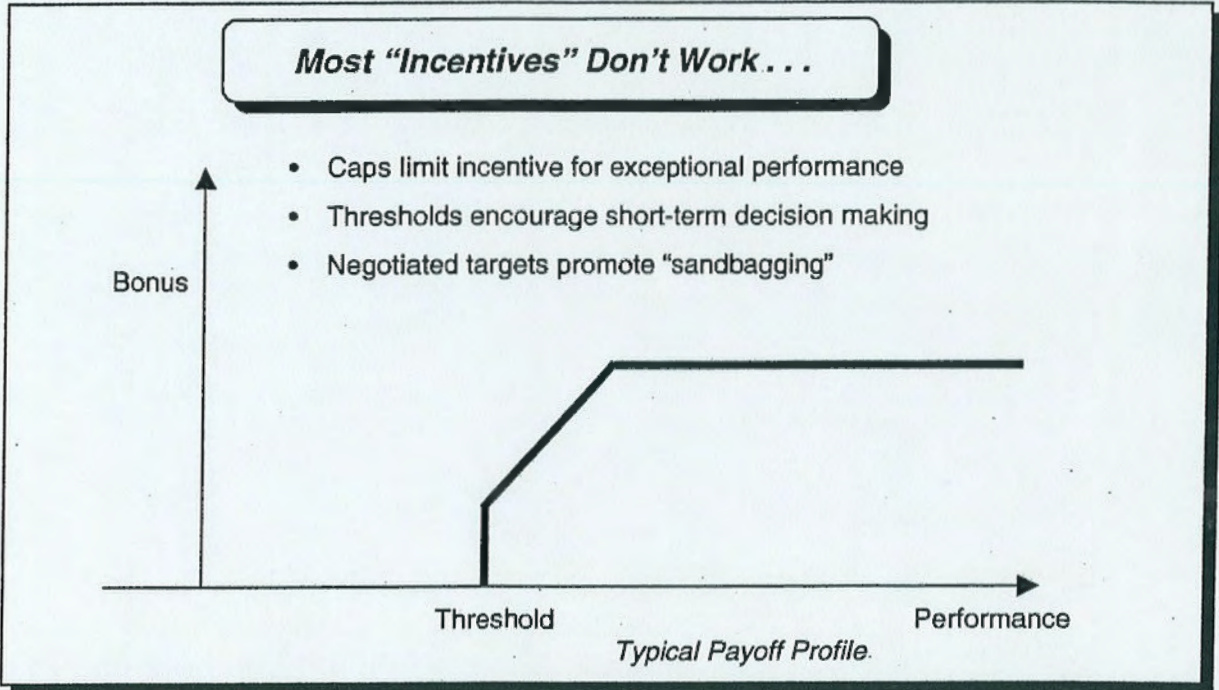 Most “Incentives” Don’t Work . . .
• Caps limit incentive for exceptional performance
• Thresholds encourage short-term decision making
• Negotiated targets promote “sandbagging”
Bonus
Threshold
Performance
Typical Payoff Profile